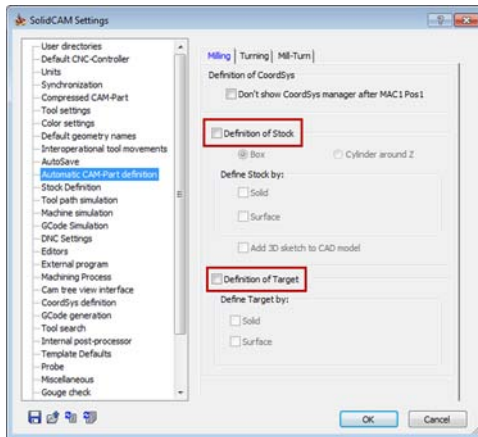 SolidCAM Settings
User directories
Default CNC-Controller
Units
Synchronization
Compressed CAM-Part
Tool settings
Color settings
Default geometry names
Interoperational tool movements
AutoSave
Automatic CAM-Part definition
Stock Definition
Tool path simulation
Machine simulation
GCode Simulation
DNC Settings
Editors
External program
Machining Process
Cam tree view interface
CoordSys definition
GCode generation
Tool search
Internal post-processor
Template Defaults
Probe
Miscellaneous
Gouge check
Milling Turning Mill-Turn
Definition of CoordSys
Don't show CoordSys manager after MAC1 Pos1
Definition of Stock
Box Cylinder around Z
Define Stock by:
Solid
Surface
Add 3D sketch to CAD model
Definition of Target
Define Target by:
Solid
Surface
OK Cancel